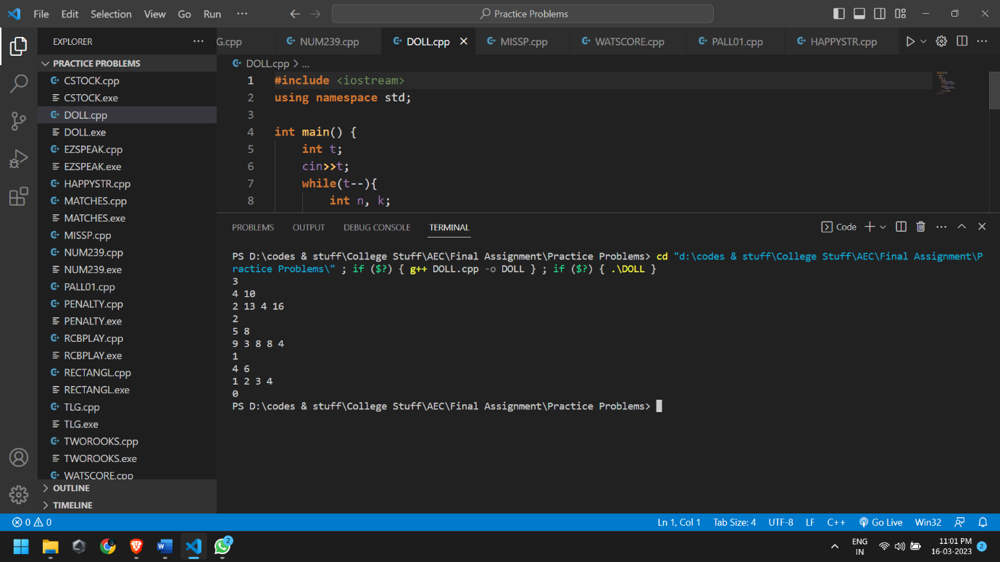 File Edit Selection View Go Run ···
Practice Problems
EXPLORER
G.cpp NUM239.cpp DOLL.cpp MISSP.cpp WATSCORE.cpp PALL01.cpp HAPPYSTR.cpp
PRACTICE PROBLEMS
CSTOCK.cpp
CSTOCK.exe
DOLL.cpp
DOLL.exe
EZSPEAK.cpp
EZSPEAK.exe
HAPPYSTR.cpp
MATCHES.cpp
MATCHES.exe
MISSP.cpp
NUM239.cpp
NUM239.exe
PALL01.cpp
PENALTY.cpp
PENALTY.exe
RCBPLAY.cpp
RCBPLAY.exe
RECTANGL.cpp
RECTANGL.exe
TLG.cpp
TLG.exe
TWOROOKS.cpp
TWOROOKS.exe
WATSCORE.cpp
OUTLINE
TIMELINE
DOLL.cpp > ...
1 #include <iostream>
2 using namespace std;
3
4 int main() {
5 int t;
6 cin>>t;
7 while(t--){
8 int n, k;
PROBLEMS OUTPUT DEBUG CONSOLE TERMINAL
Code
PS D:\codes & stuff\College Stuff\AEC\Final Assignment\Practice Problems> cd "d:\codes & stuff\College Stuff\AEC\Final Assignment\P
ractice Problems\" ; if ($?) { g++ DOLL.cpp -o DOLL } ; if ($?) { .\DOLL }
3
4 10
2 13 4 16
2
5 8
9 3 8 8 4
1
4 6
1 2 3 4
0
PS D:\codes & stuff\College Stuff\AEC\Final Assignment\Practice Problems>
0 0
Ln 1, Col 1 Tab Size: 4 UTF-8 LF C++ Go Live Win32
W
2
ENG
IN
11:01 PM
16-03-2023
2